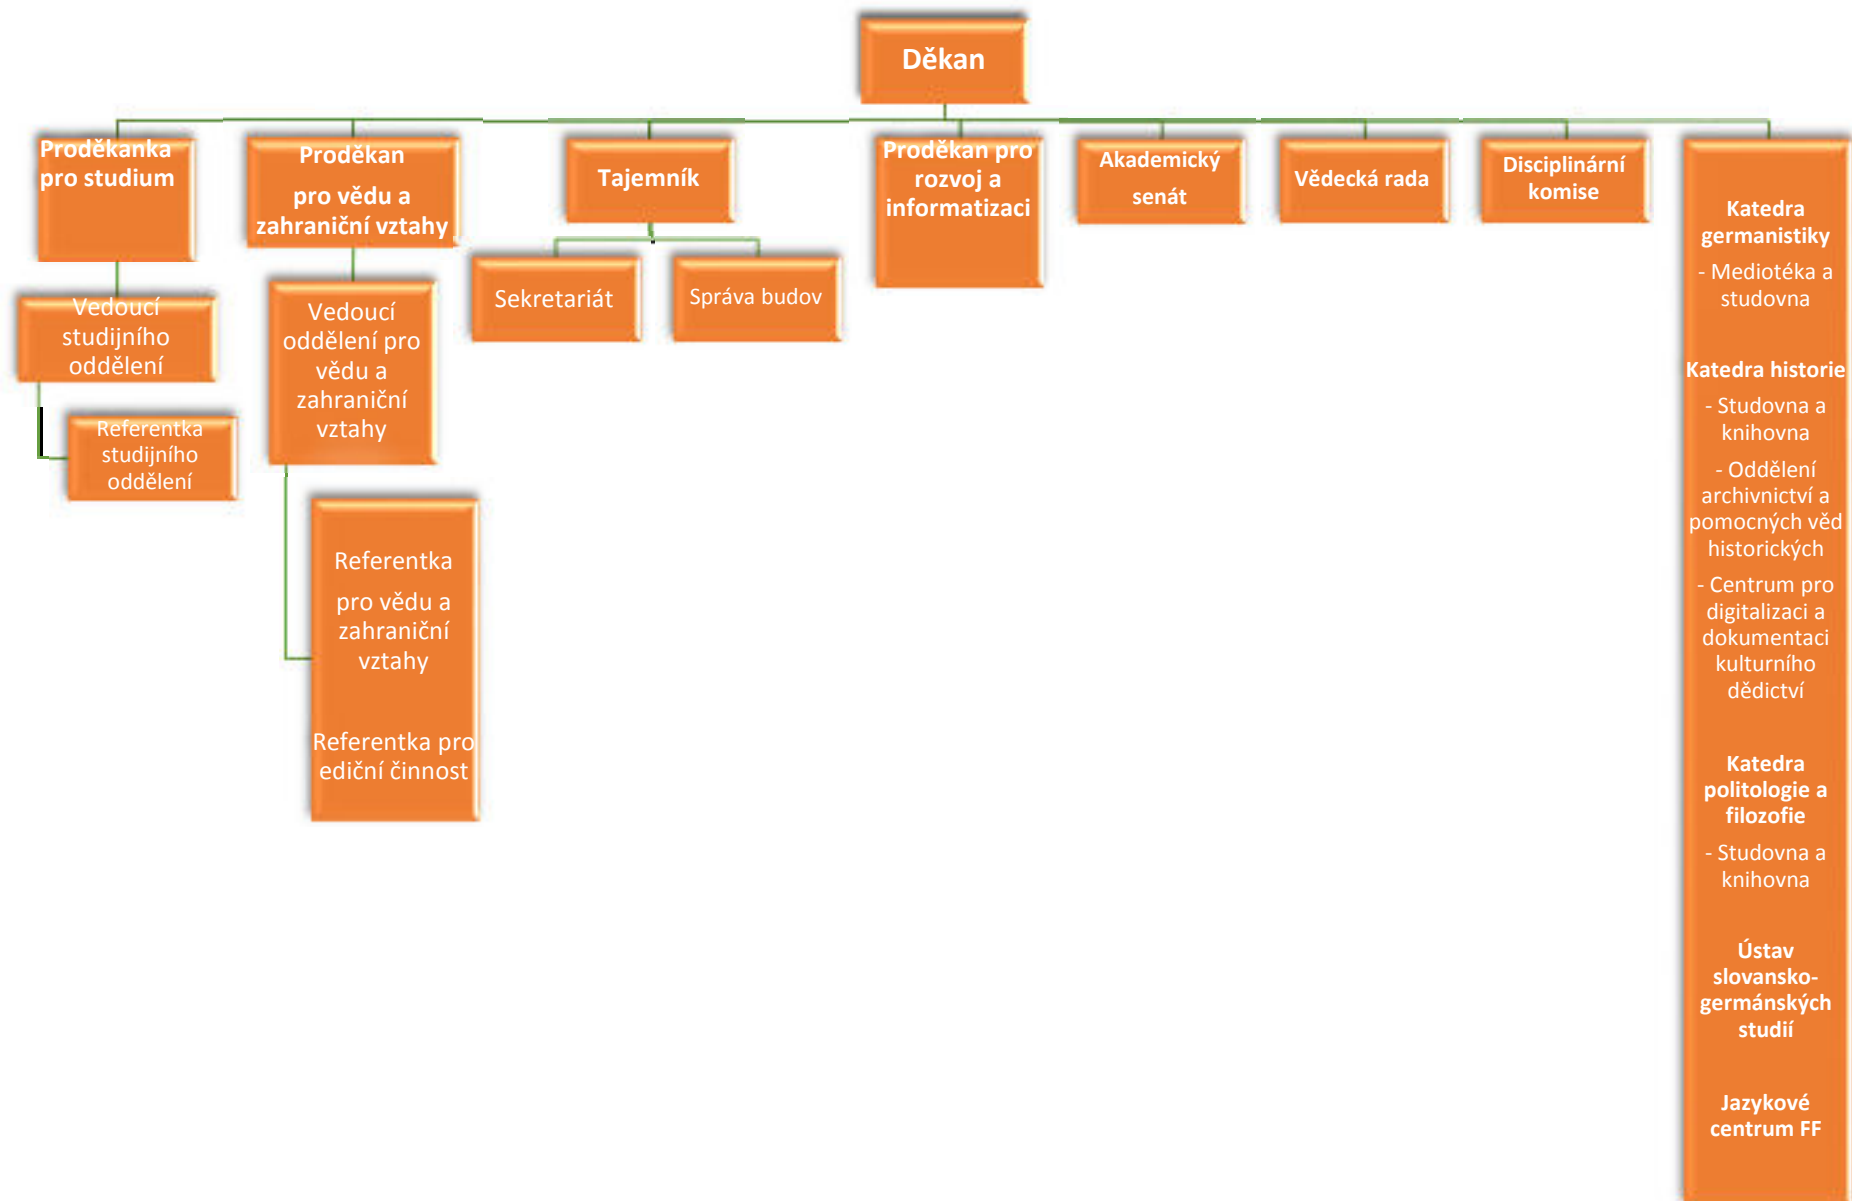 Děkan
Proděkanka
pro studium
Proděkan
pro vědu a
zahraniční vztahy
Tajemník
Proděkan pro
rozvoj a
informatizaci
Akademický
senát
Vědecká rada
Disciplinární
komise
Vedoucí
studijního
oddělení
Referentka
studijního
oddělení
Vedoucí
oddělení pro
vědu a
zahraniční
vztahy
Referentka
pro vědu a
zahraniční
vztahy
Referentka pro
ediční činnost
Sekretariát
Správa budov
Katedra
germanistiky
- Mediotéka a
studovna
Katedra historie
- Studovna a
knihovna
- Oddělení
archivnictví a
pomocných věd
historických
- Centrum pro
digitalizaci a
dokumentaci
kulturního
dědictví
Katedra
politologie a
filozofie
- Studovna a
knihovna
Ústav
slovansko-
germánských
studií
Jazykové
centrum FF